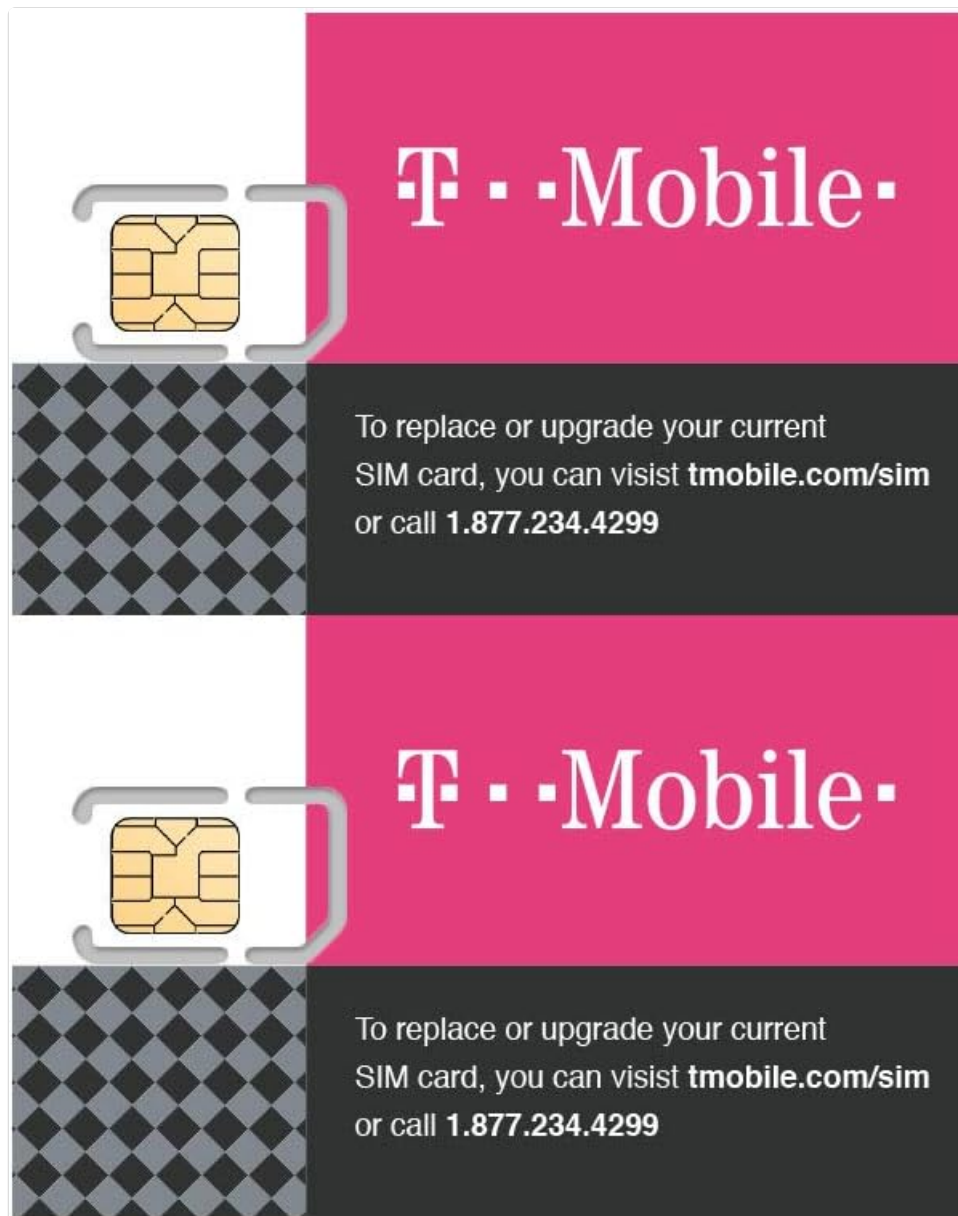 T··Mobile·
To replace or upgrade your current
SIM card, you can visist tmobile.com/sim
or call 1.877.234.4299
T··Mobile·
To replace or upgrade your current
SIM card, you can visist tmobile.com/sim
or call 1.877.234.4299